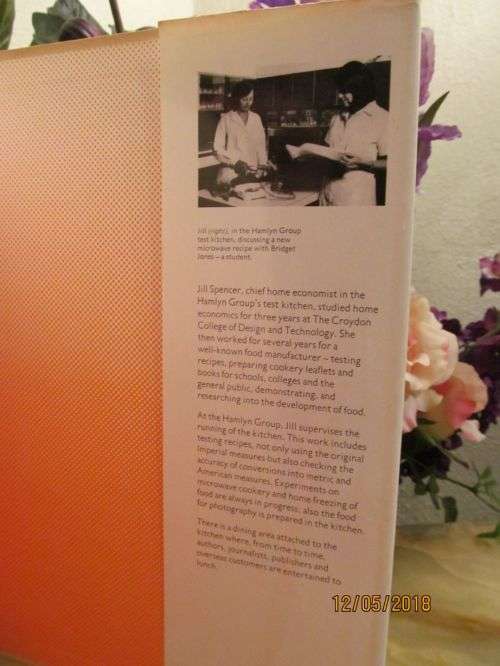 Jill (right), in the Hamlyn Group
test kitchen, discussing a new
microwave recipe with Bridget
Jones – a student.
Jill Spencer, chief home economist in the
Hamlyn Group's test kitchen, studied home
economics for three years at The Croydon
College of Design and Technology. She
then worked for several years for a
well-known food manufacturer – testing
recipes, preparing cookery leaflets and
books for schools, colleges and the
general public, demonstrating, and
researching into the development of food.
At the Hamlyn Group, Jill supervises the
running of the kitchen. This work includes
testing recipes, not only using the original
Imperial measures but also checking the
accuracy of conversions into metric and
American measures. Experiments on
microwave cookery and home freezing of
food are always in progress; also the food
for photography is prepared in the kitchen.
There is a dining area attached to the
kitchen where, from time to time,
authors, journalists, publishers and
overseas customers are entertained to
lunch.
12/05/2018